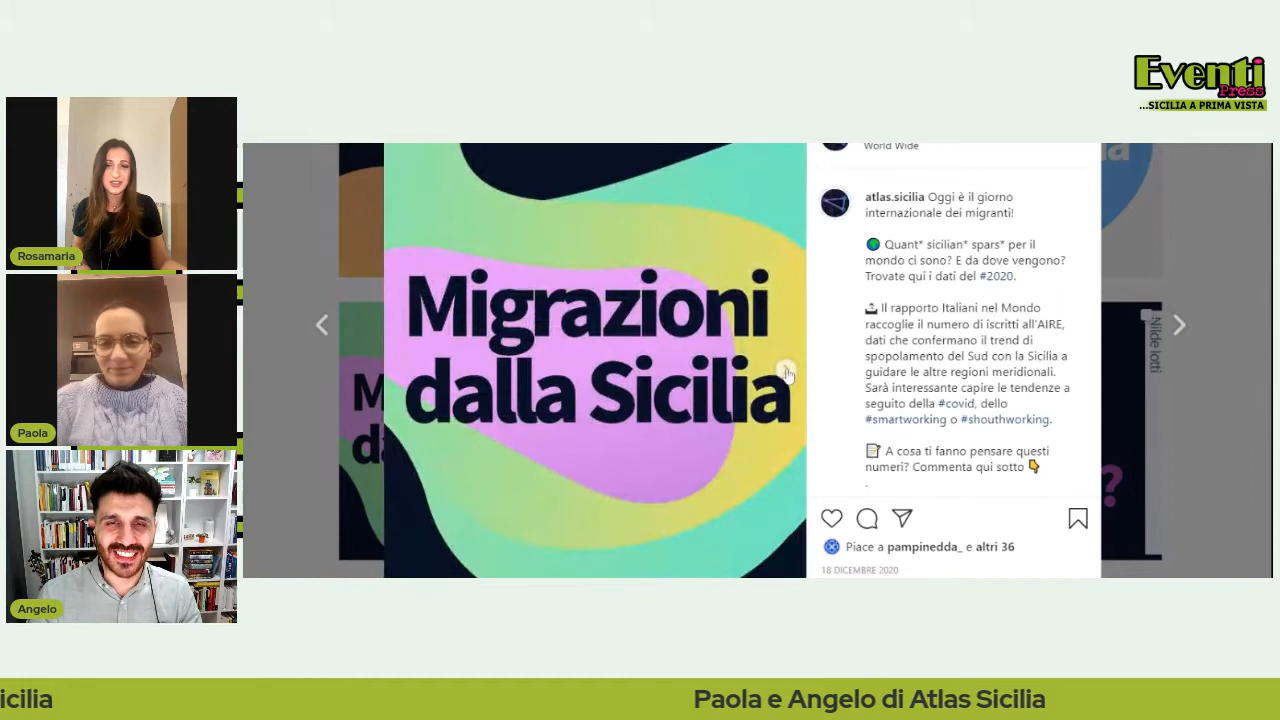 Eventi
Press
...SICILIA A PRIMA VISTA
Rosamaria
Paola
Angelo
World Wide
atlas.sicilia Oggi è il giorno
internazionale dei migranti!
Quant* sicilian* spars* per il
mondo ci sono? E da dove vengono?
Trovate qui i dati del #2020.
Il rapporto Italiani nel Mondo
raccoglie il numero di iscritti all'AIRE,
dati che confermano il trend di
spopolamento del Sud con la Sicilia a
guidare le altre regioni meridionali.
Sarà interessante capire le tendenze a
seguito della #covid, dello
#smartworking o #shouthworking.
A cosa ti fanno pensare questi
numeri? Commenta qui sotto
.
Piace a pampinedda_ e altri 36
18 DICEMBRE 2020
Migrazioni
dalla Sicilia
M
da
Nilde Iotti
?
icilia
Paola e Angelo di Atlas Sicilia